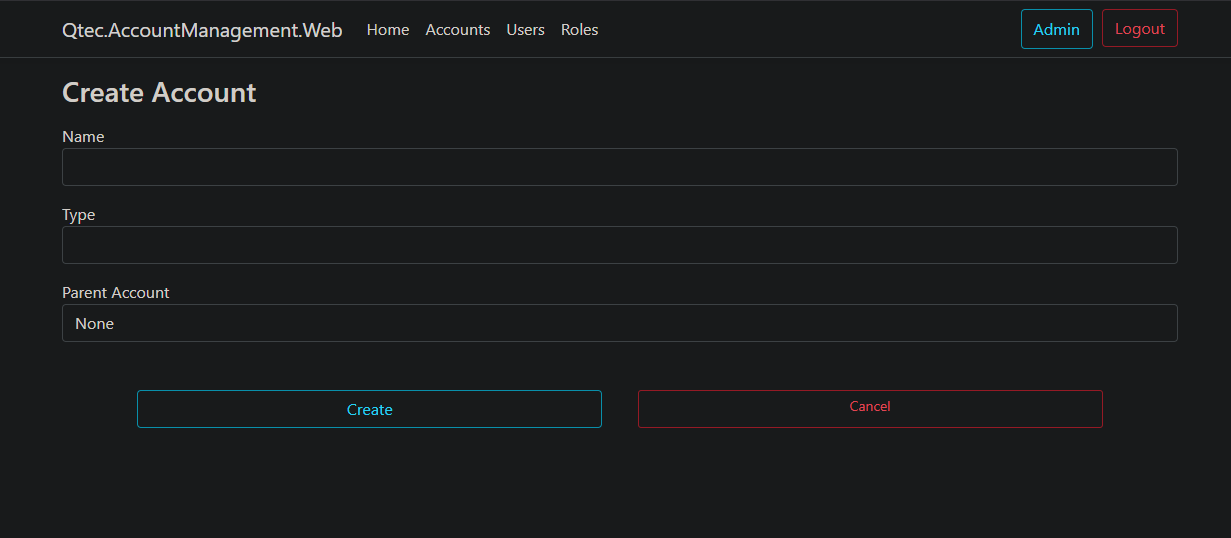 Qtec.AccountManagement.Web Home Accounts Users Roles Admin Logout
Create Account
Name
Type
Parent Account
None
Create Cancel